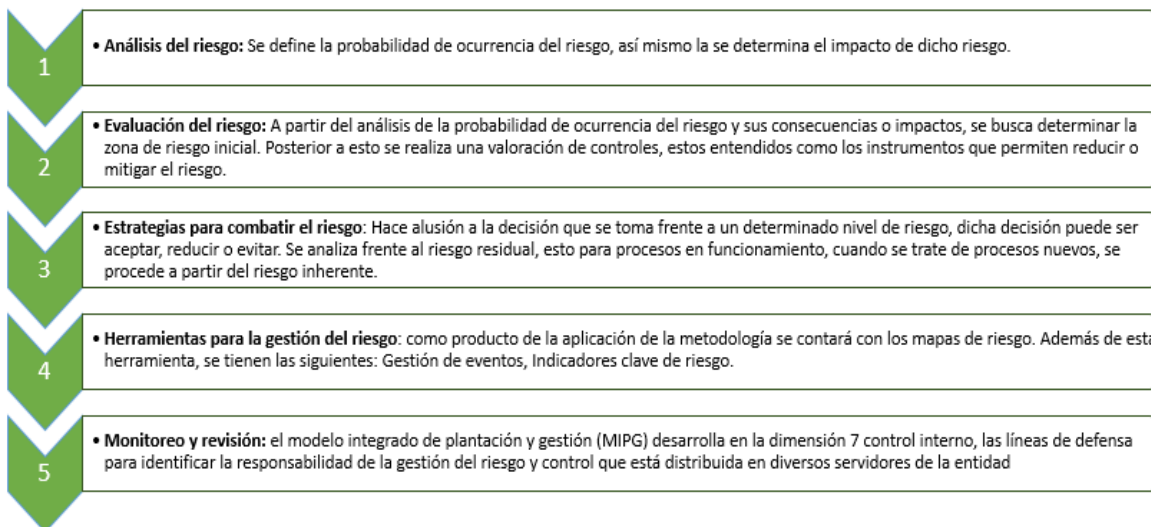 1
• Análisis del riesgo: Se define la probabilidad de ocurrencia del riesgo, así mismo la se determina el impacto de dicho riesgo.
2
• Evaluación del riesgo: A partir del análisis de la probabilidad de ocurrencia del riesgo y sus consecuencias o impactos, se busca determinar la
zona de riesgo inicial. Posterior a esto se realiza una valoración de controles, estos entendidos como los instrumentos que permiten reducir o
mitigar el riesgo.
3
• Estrategias para combatir el riesgo: Hace alusión a la decisión que se toma frente a un determinado nivel de riesgo, dicha decisión puede ser
aceptar, reducir o evitar. Se analiza frente al riesgo residual, esto para procesos en funcionamiento, cuando se trate de procesos nuevos, se
procede a partir del riesgo inherente.
4
• Herramientas para la gestión del riesgo: como producto de la aplicación de la metodología se contará con los mapas de riesgo. Además de esta
herramienta, se tienen las siguientes: Gestión de eventos, Indicadores clave de riesgo.
5
• Monitoreo y revisión: el modelo integrado de plantación y gestión (MIPG) desarrolla en la dimensión 7 control interno, las líneas de defensa
para identificar la responsabilidad de la gestión del riesgo y control que está distribuida en diversos servidores de la entidad